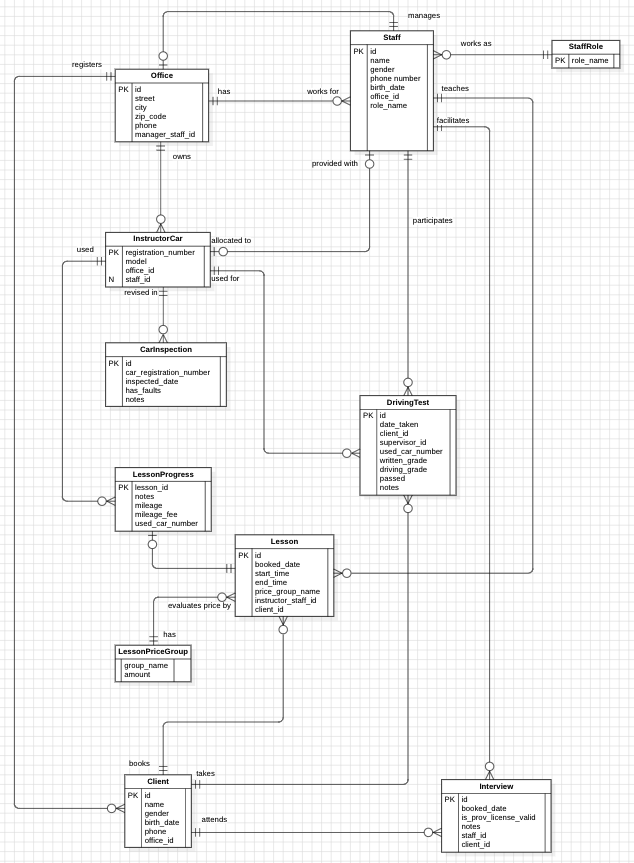 manages
Staff
PK
id
name
gender
phone number
birth_date
office_id
role_name
works as
StaffRole
PK
role_name
registers
Office
PK
id
street
city
zip_code
phone
manager_staff_id
has
works for
teaches
facilitates
owns
provided with
participates
InstructorCar
PK
registration_number
model
office_id
N
staff_id
used
allocated to
used for
revised in
CarInspection
PK
id
car_registration_number
inspected_date
has_faults
notes
DrivingTest
PK
id
date_taken
client_id
supervisor_id
used_car_number
written_grade
driving_grade
passed
notes
LessonProgress
PK
lesson_id
notes
mileage
mileage_fee
used_car_number
Lesson
PK
id
booked_date
start_time
end_time
price_group_name
instructor_staff_id
client_id
evaluates price by
has
LessonPriceGroup
group_name
amount
books
Client
PK
id
name
gender
birth_date
phone
office_id
takes
attends
Interview
PK
id
booked_date
is_prov_license_valid
notes
staff_id
client_id